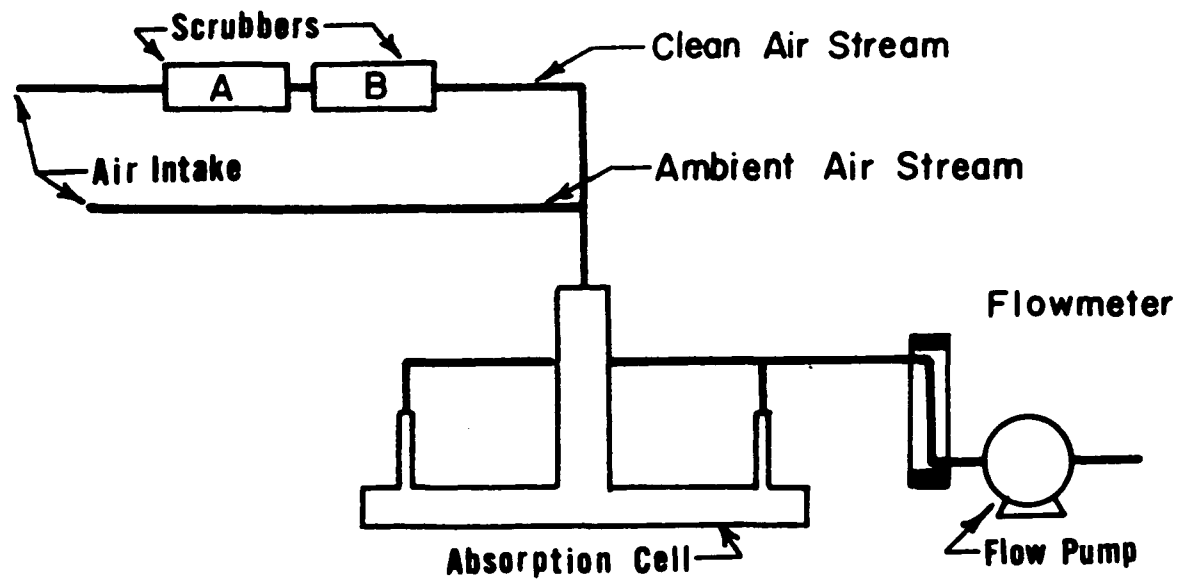 Scrubbers
Clean Air Stream
A
B
Air Intake
Ambient Air Stream
Flowmeter
Absorption Cell
Flow Pump